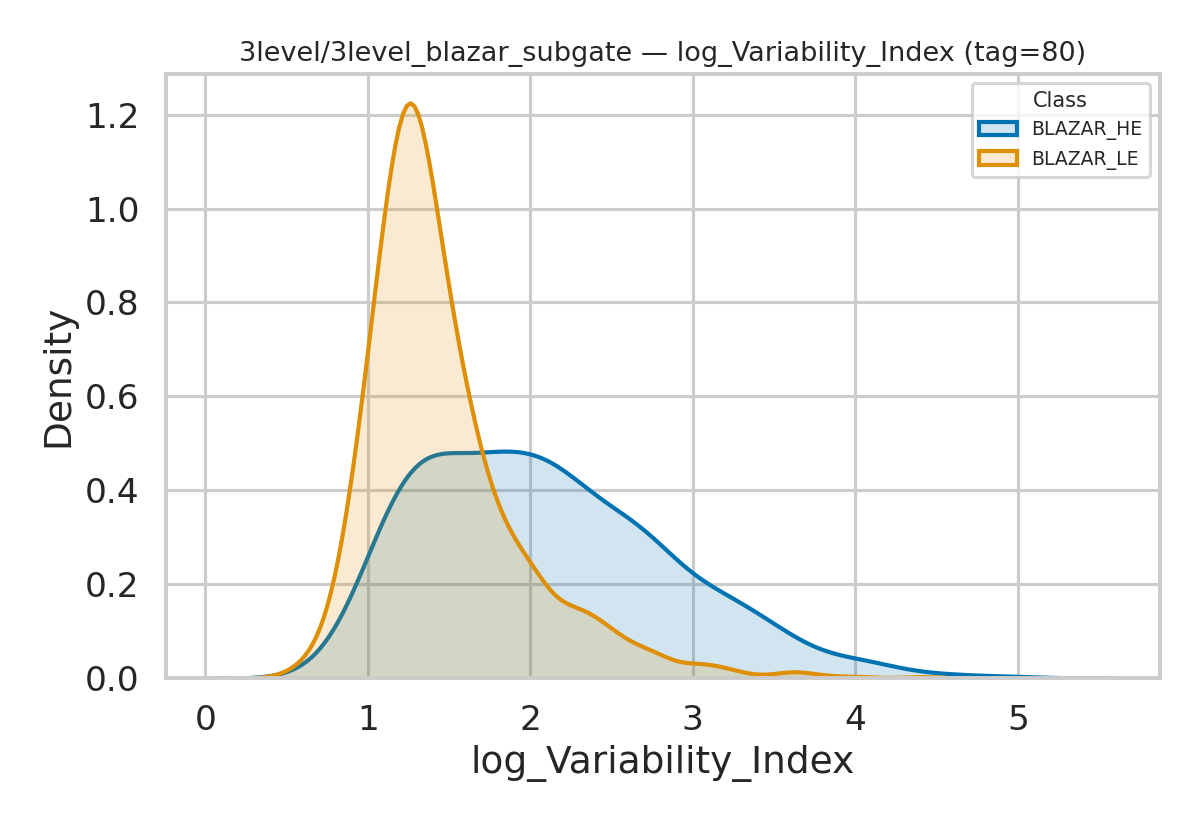 3level/3level_blazar_subgate — log_Variability_Index (tag=80)
Class
BLAZAR_HE
BLAZAR_LE
Density
1.2
1.0
0.8
0.6
0.4
0.2
0.0
0 1 2 3 4 5
log_Variability_Index